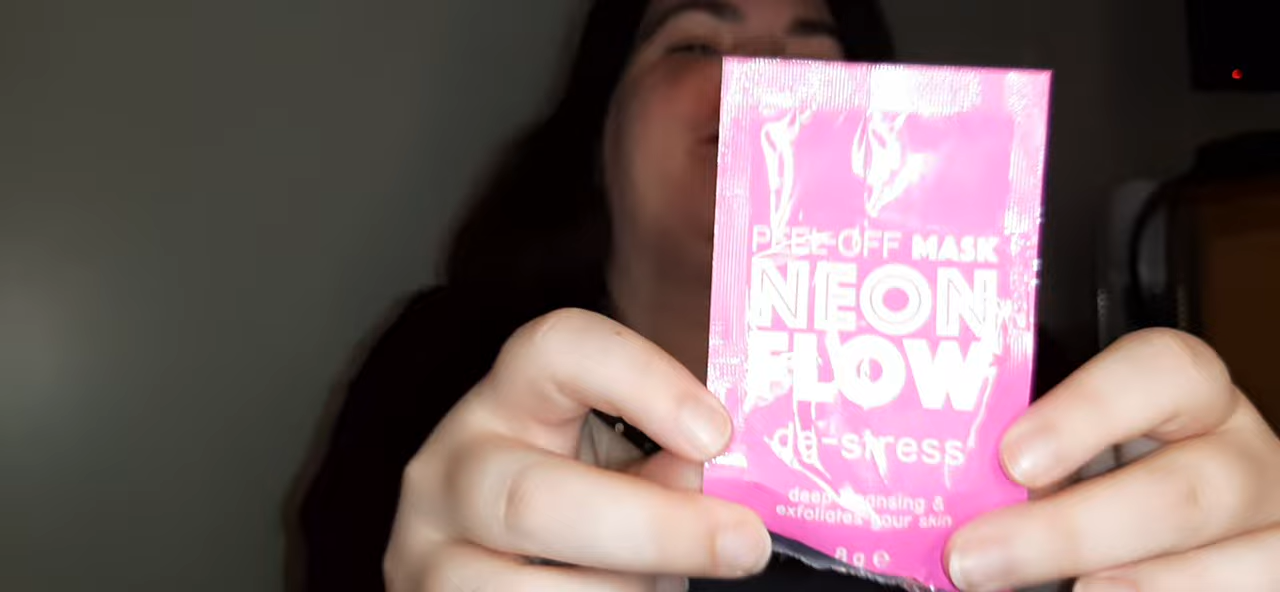 PEEL-OFF MASK
NEON
FLOW
de-stress
deep cleansing &
exfoliates your skin
8 g e